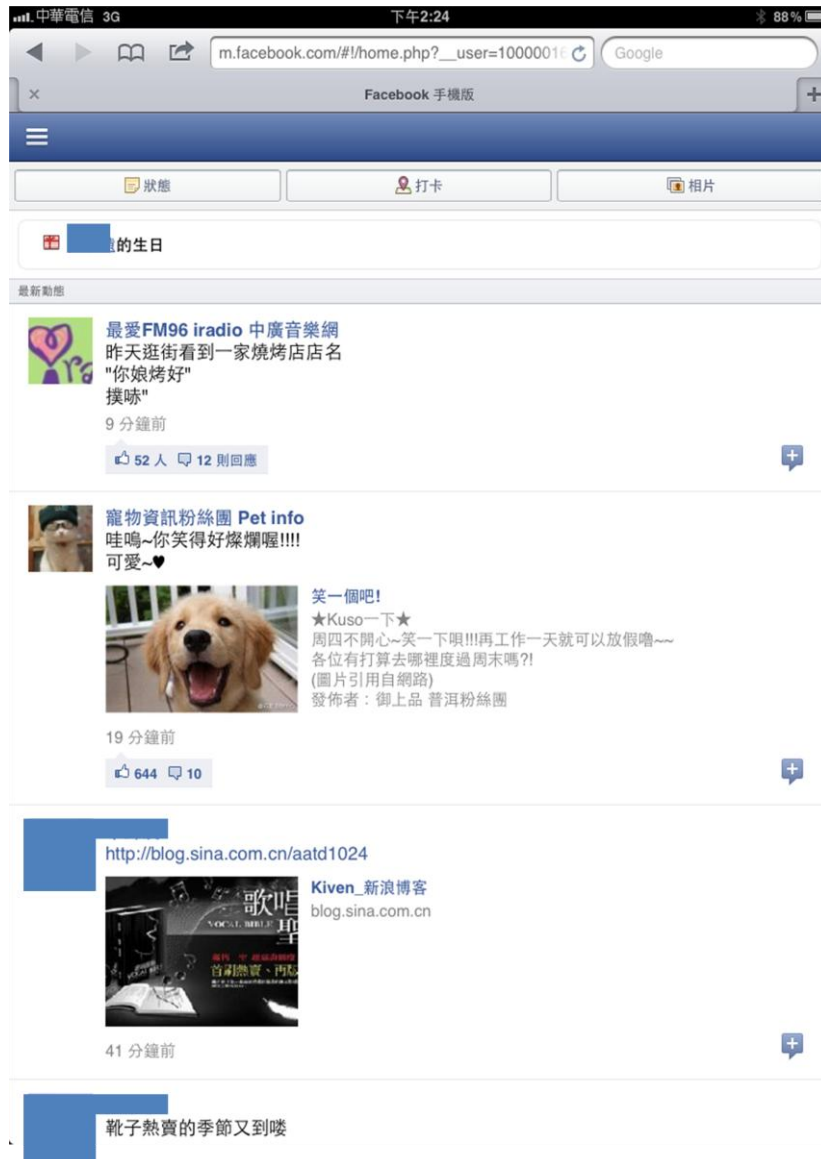 中華電信 3G
下午2:24
88%
m.facebook.com/#!/home.php?__user=10000016
Google
Facebook 手機版
狀態
打卡
相片
的生日
最新動態
最愛FM96 iradio 中廣音樂網
昨天逛街看到一家燒烤店店名
"你娘烤好"
撲哧"
9 分鐘前
52 人 12 則回應
寵物資訊粉絲團 Pet info
哇嗚~你笑得好燦爛喔!!!!
可愛~♥
笑一個吧!
★Kuso一下★
周四不開心~笑一下唄!!!再工作一天就可以放假嚕~~
各位有打算去哪裡度過周末嗎?!
(圖片引用自網路)
發佈者：御上品 普洱粉絲團
19 分鐘前
644 10
http://blog.sina.com.cn/aatd1024
Kiven_新浪博客
blog.sina.com.cn
歌唱
VOCAL BIBLE
聖
首刷熱賣、再版
41 分鐘前
靴子熱賣的季節又到喽